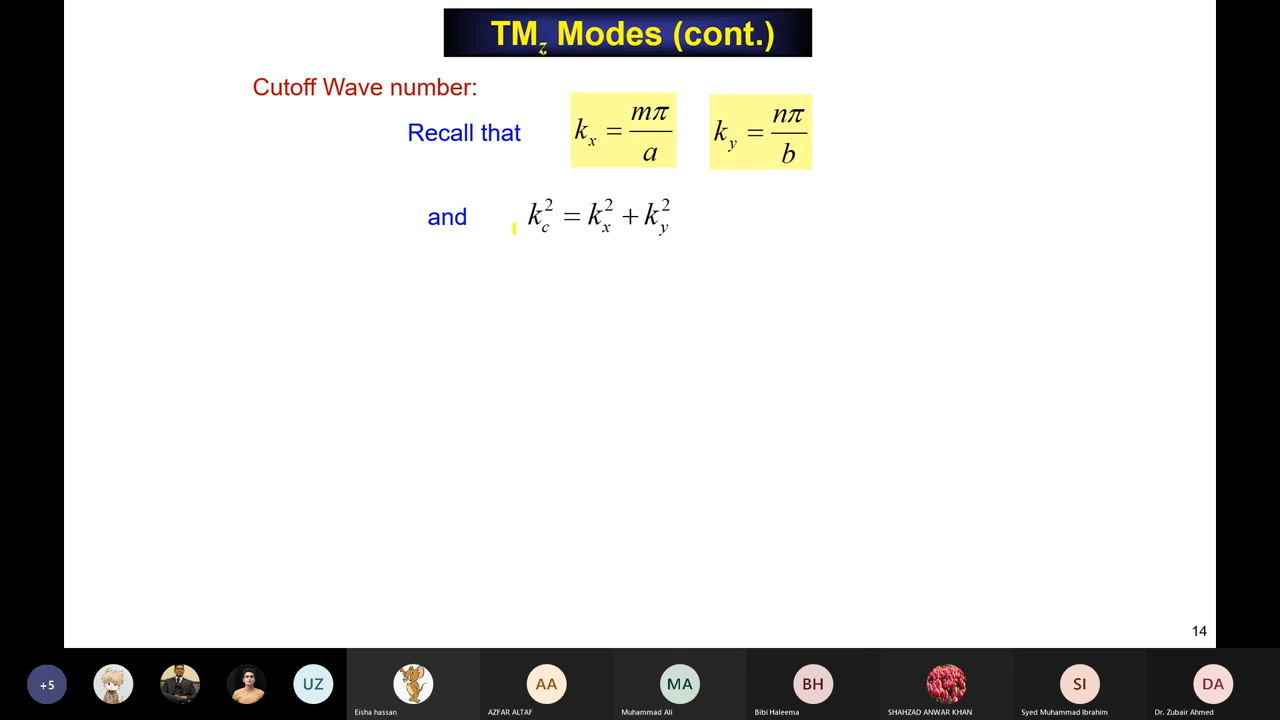 TM_z Modes (cont.)
Cutoff Wave number:
Recall that k_x = mπ/a k_y = nπ/b
and k_c^2 = k_x^2 + k_y^2
14
+5 UZ AA MA BH SI DA
Eisha hassan AZFAR ALTAF Muhammad Ali Bibi Haleema SHAHZAD ANWAR KHAN Syed Muhammad Ibrahim Dr. Zubair Ahmed